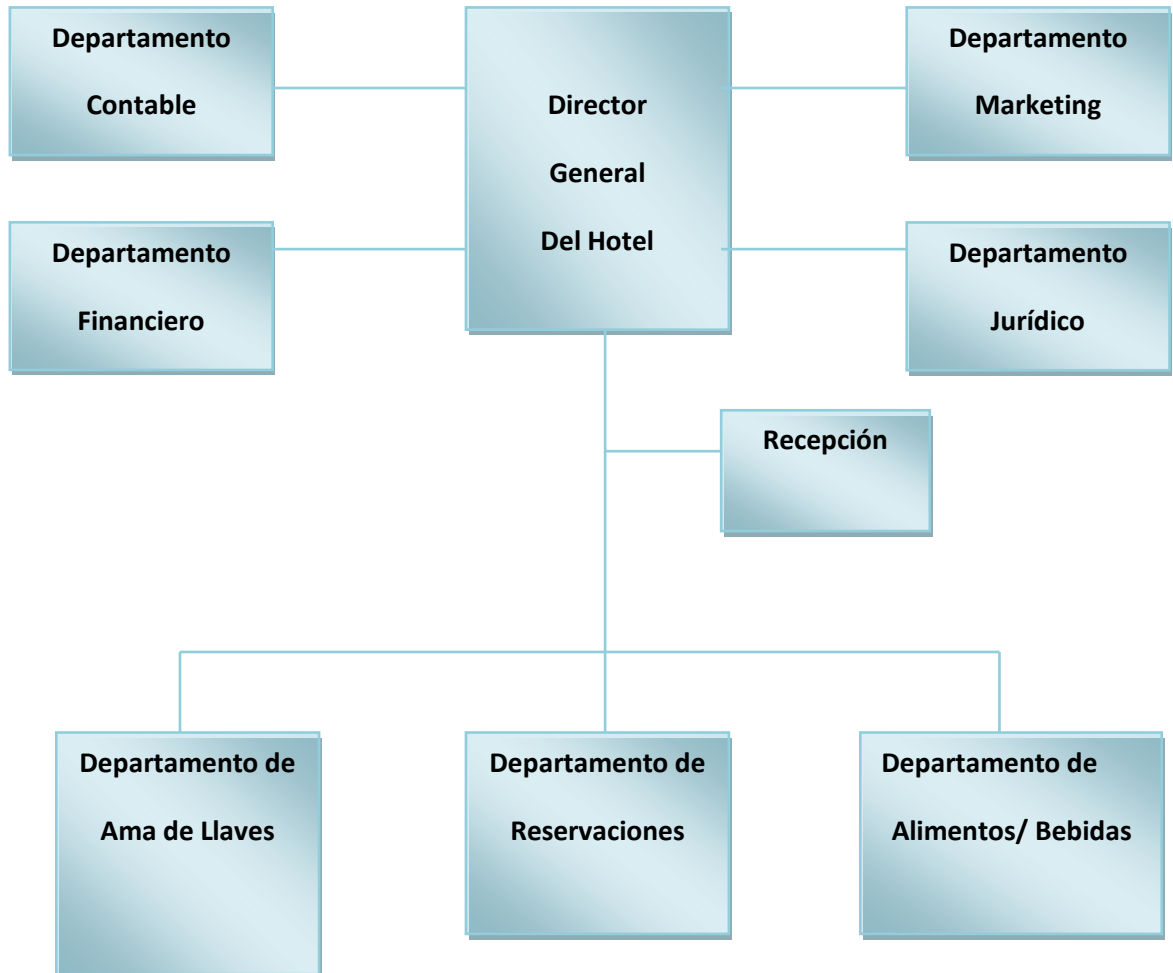 Departamento
Contable
Director
General
Del Hotel
Departamento
Marketing
Departamento
Financiero
Departamento
Jurídico
Recepción
Departamento de
Ama de Llaves
Departamento de
Reservaciones
Departamento de
Alimentos/ Bebidas